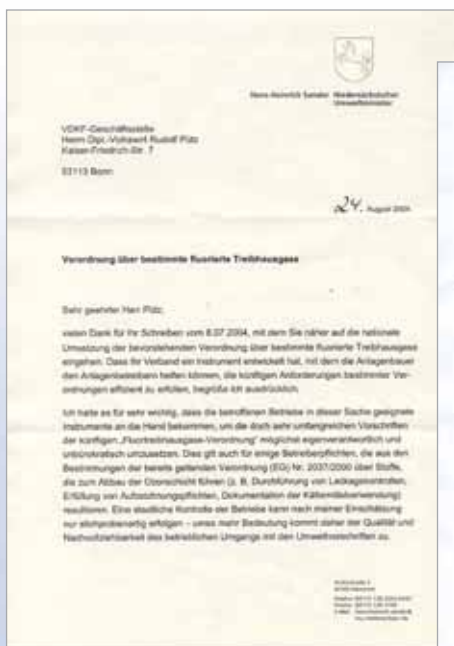 Hans-Heinrich Sander Niedersächsischer
Umweltminister
VDKF-Geschäftsstelle
Herrn Dipl.-Volkswirt Rudolf Pütz
Kaiser-Friedrich-Str. 7
53113 Bonn
24. August 2004
Verordnung über bestimmte fluorierte Treibhausgase
Sehr geehrter Herr Pütz,
vielen Dank für Ihr Schreiben vom 8.07.2004, mit dem Sie näher auf die nationale
Umsetzung der bevorstehenden Verordnung über bestimmte fluorierte Treibhausgase
eingehen. Dass Ihr Verband ein Instrument entwickelt hat, mit dem die Anlagenbauer
den Anlagenbetreibern helfen können, die künftigen Anforderungen bestimmter Ver-
ordnungen effizient zu erfüllen, begrüße ich ausdrücklich.
Ich halte es für sehr wichtig, dass die betroffenen Betriebe in dieser Sache geeignete
Instrumente an die Hand bekommen, um die doch sehr umfangreichen Vorschriften
der künftigen „Fluortreibhausgase-Verordnung“ möglichst eigenverantwortlich und
unbürokratisch umzusetzen. Dies gilt auch für einige Betreiberpflichten, die aus den
Bestimmungen der bereits geltenden Verordnung (EG) Nr. 2037/2000 über Stoffe,
die zum Abbau der Ozonschicht führen (z. B. Durchführung von Leckagekontrollen,
Erfüllung von Aufzeichnungspflichten, Dokumentation der Kältemittelverwendung)
resultieren. Eine staatliche Kontrolle der Betriebe kann nach meiner Einschätzung
nur stichprobenartig erfolgen - umso mehr Bedeutung kommt daher der Qualität und
Nachvollziehbarkeit des betrieblichen Umgangs mit den Umweltvorschriften zu.